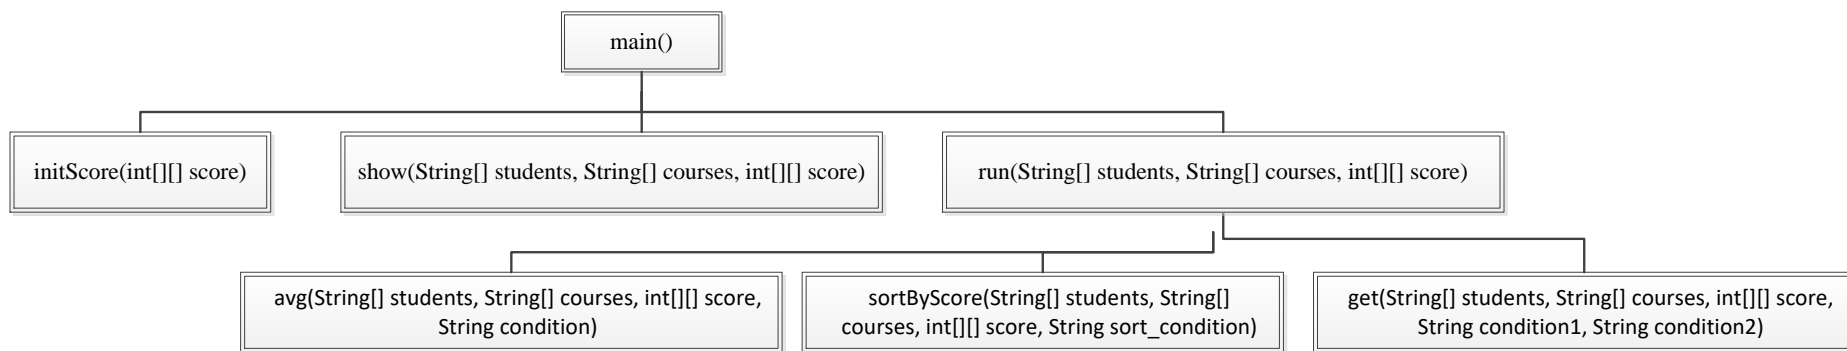 main()
initScore(int[][] score)
show(String[] students, String[] courses, int[][] score)
run(String[] students, String[] courses, int[][] score)
avg(String[] students, String[] courses, int[][] score,
String condition)
sortByScore(String[] students, String[]
courses, int[][] score, String sort_condition)
get(String[] students, String[] courses, int[][] score,
String condition1, String condition2)